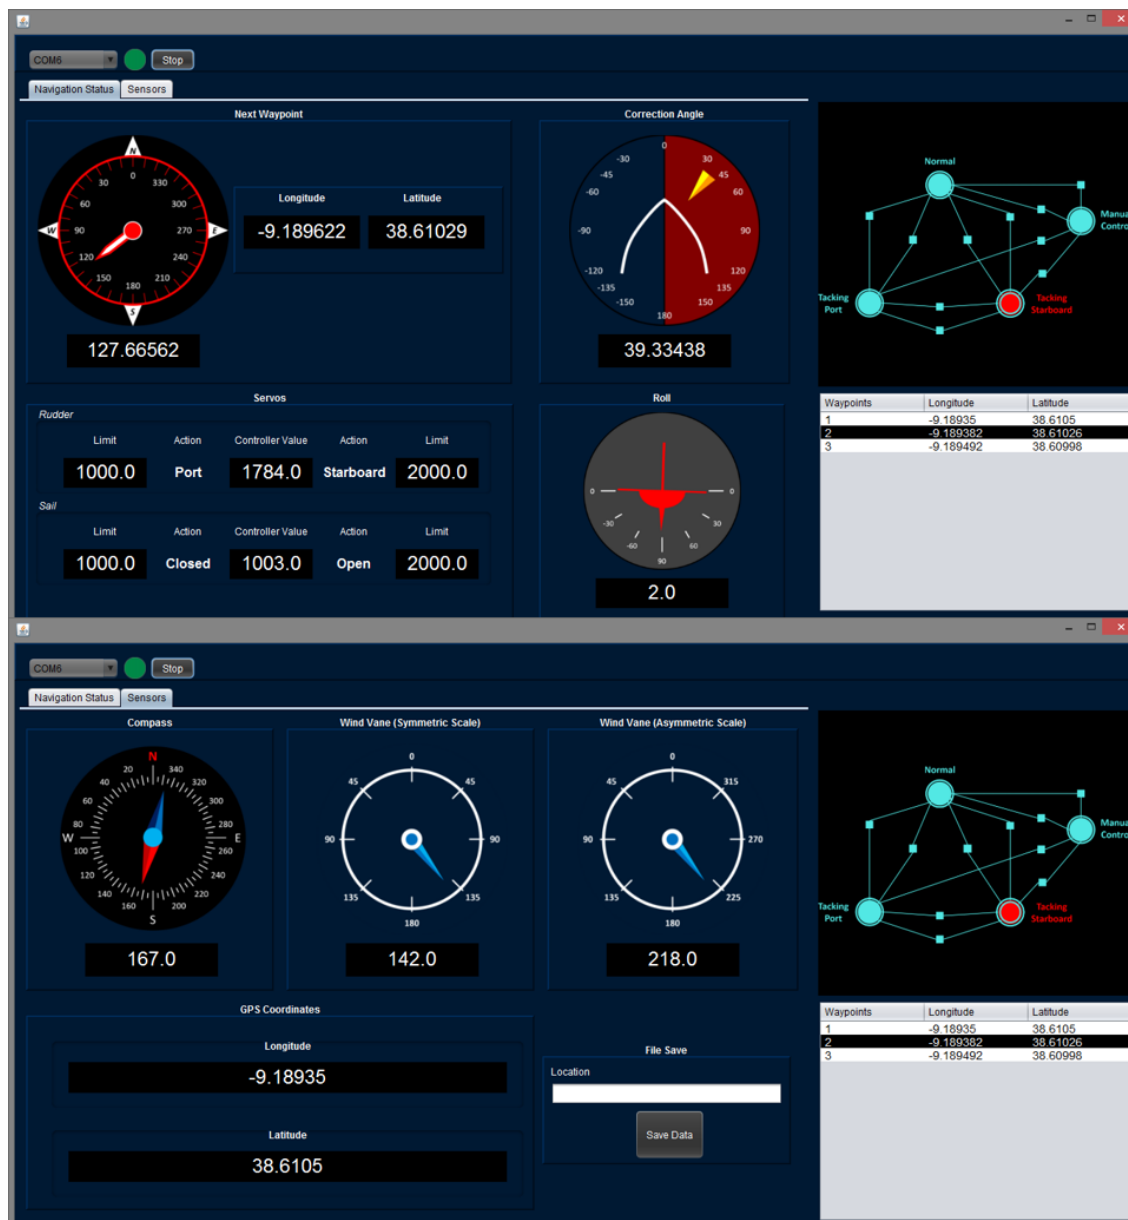 COM6 Stop
Navigation Status Sensors
Next Waypoint
N
0 330 300 270 240 210 180 150 120 90 60 30
W E
S
127.66562
Longitude Latitude
-9.189622 38.61029
Correction Angle
0 30 45 60 90 120 135 150 180 -150 -135 -120 -90 -60 -45 -30
39.33438
Normal
Manua
Contro
Tacking
Port
Tacking
Starboard
Servos
Rudder
Limit Action Controller Value Action Limit
1000.0 Port 1784.0 Starboard 2000.0
Sail
Limit Action Controller Value Action Limit
1000.0 Closed 1003.0 Open 2000.0
Roll
0 0
-30 30
-60 60
90
2.0
Waypoints Longitude Latitude
1 -9.18935 38.6105
2 -9.189382 38.61026
3 -9.189492 38.60998
COM6 Stop
Navigation Status Sensors
Compass
N
20 340 320 300 280 260 240 220 200 160 140 120 100 80 60 40
W E
S
167.0
Wind Vane (Symmetric Scale)
0
45 45
90 90
135 135
180
142.0
Wind Vane (Asymmetric Scale)
0
45 315
90 270
135 225
180
218.0
Normal
Manua
Contro
Tacking
Port
Tacking
Starboard
GPS Coordinates
Longitude
-9.18935
Latitude
38.6105
File Save
Location
Save Data
Waypoints Longitude Latitude
1 -9.18935 38.6105
2 -9.189382 38.61026
3 -9.189492 38.60998